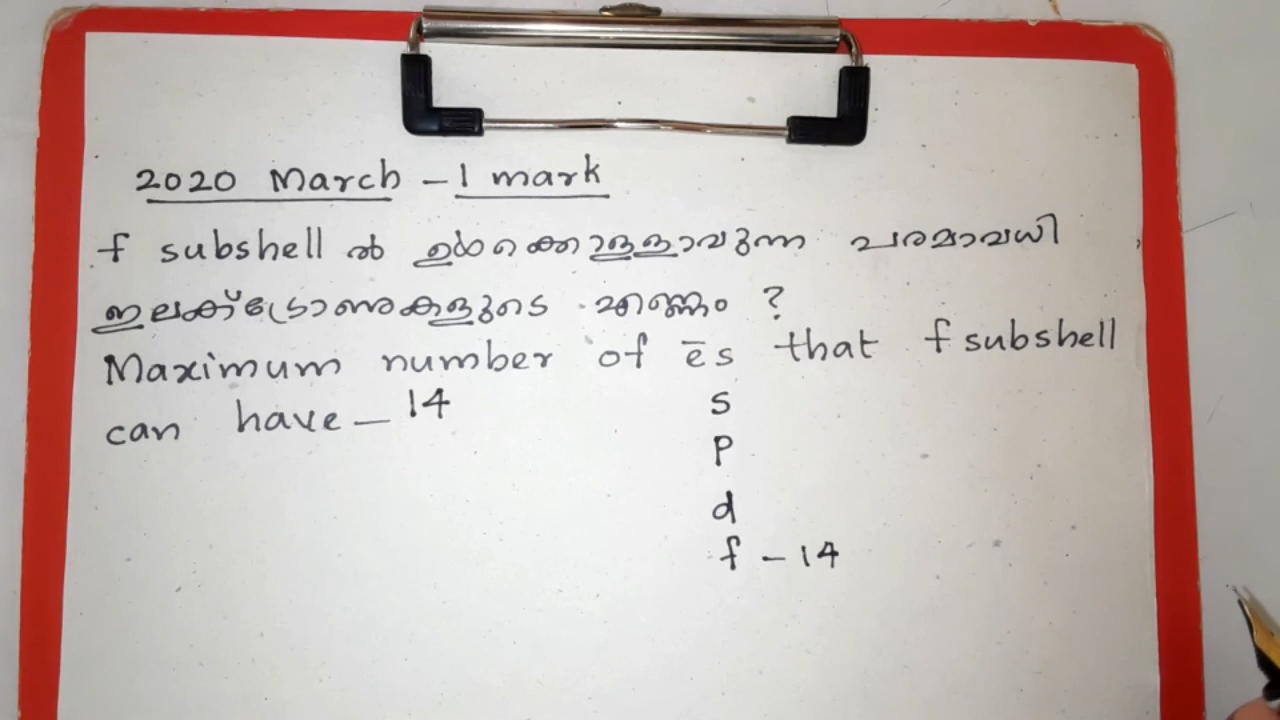 2020 March - 1 mark
f subshell ൽ ഉൾക്കൊള്ളാവുന്ന പരമാവധി
ഇലക്ട്രോണുകളുടെ എണ്ണം ?
Maximum number of ēs that f subshell
can have - 14
s
p
d
f - 14